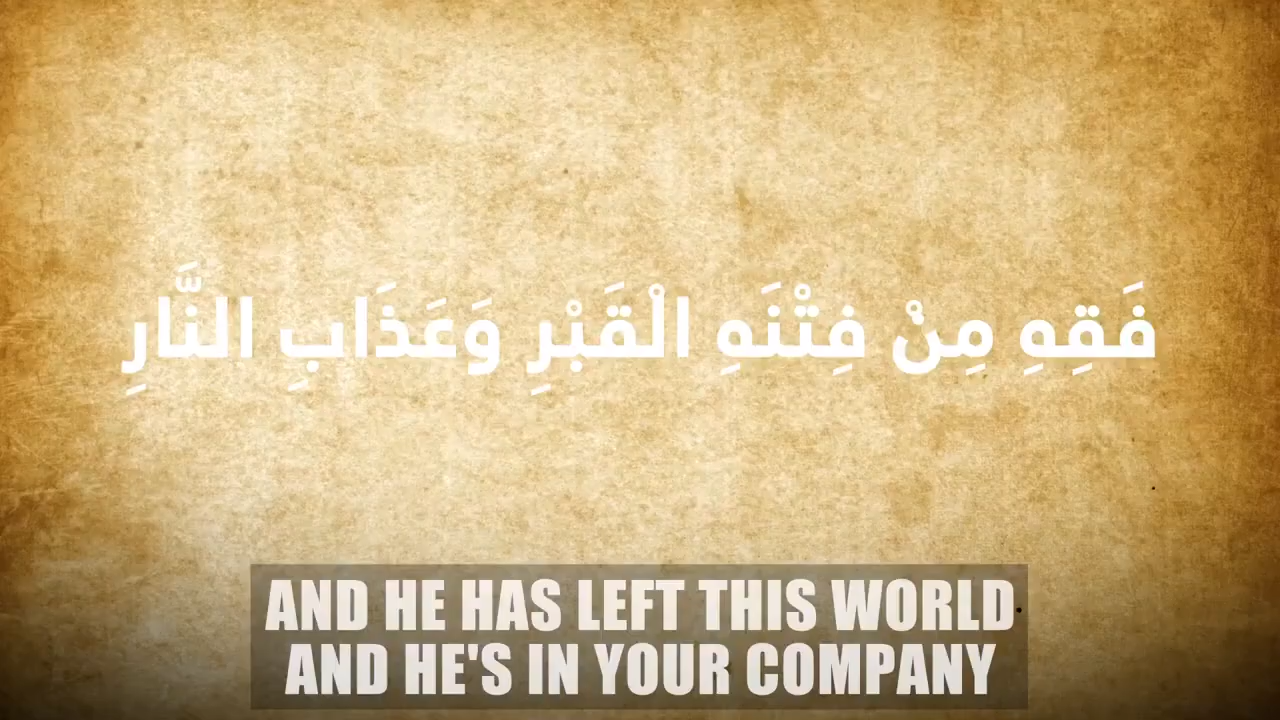 فَقِهِ مِنْ فِتْنَهِ الْقَبْرِ وَعَذَابِ النَّارِ
AND HE HAS LEFT THIS WORLD
AND HE'S IN YOUR COMPANY